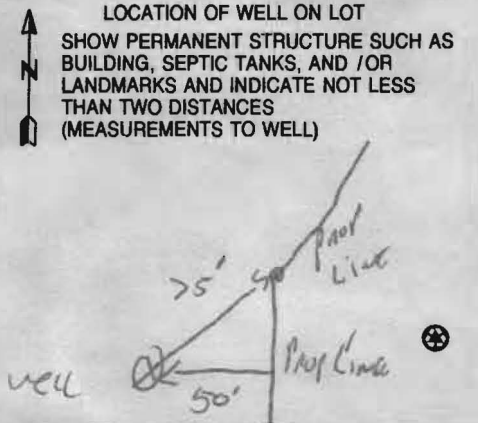 LOCATION OF WELL ON LOT
SHOW PERMANENT STRUCTURE SUCH AS
BUILDING, SEPTIC TANKS, AND / OR
LANDMARKS AND INDICATE NOT LESS
THAN TWO DISTANCES
(MEASUREMENTS TO WELL)
N
Prop
Line
75'
well
50'
Prop Line